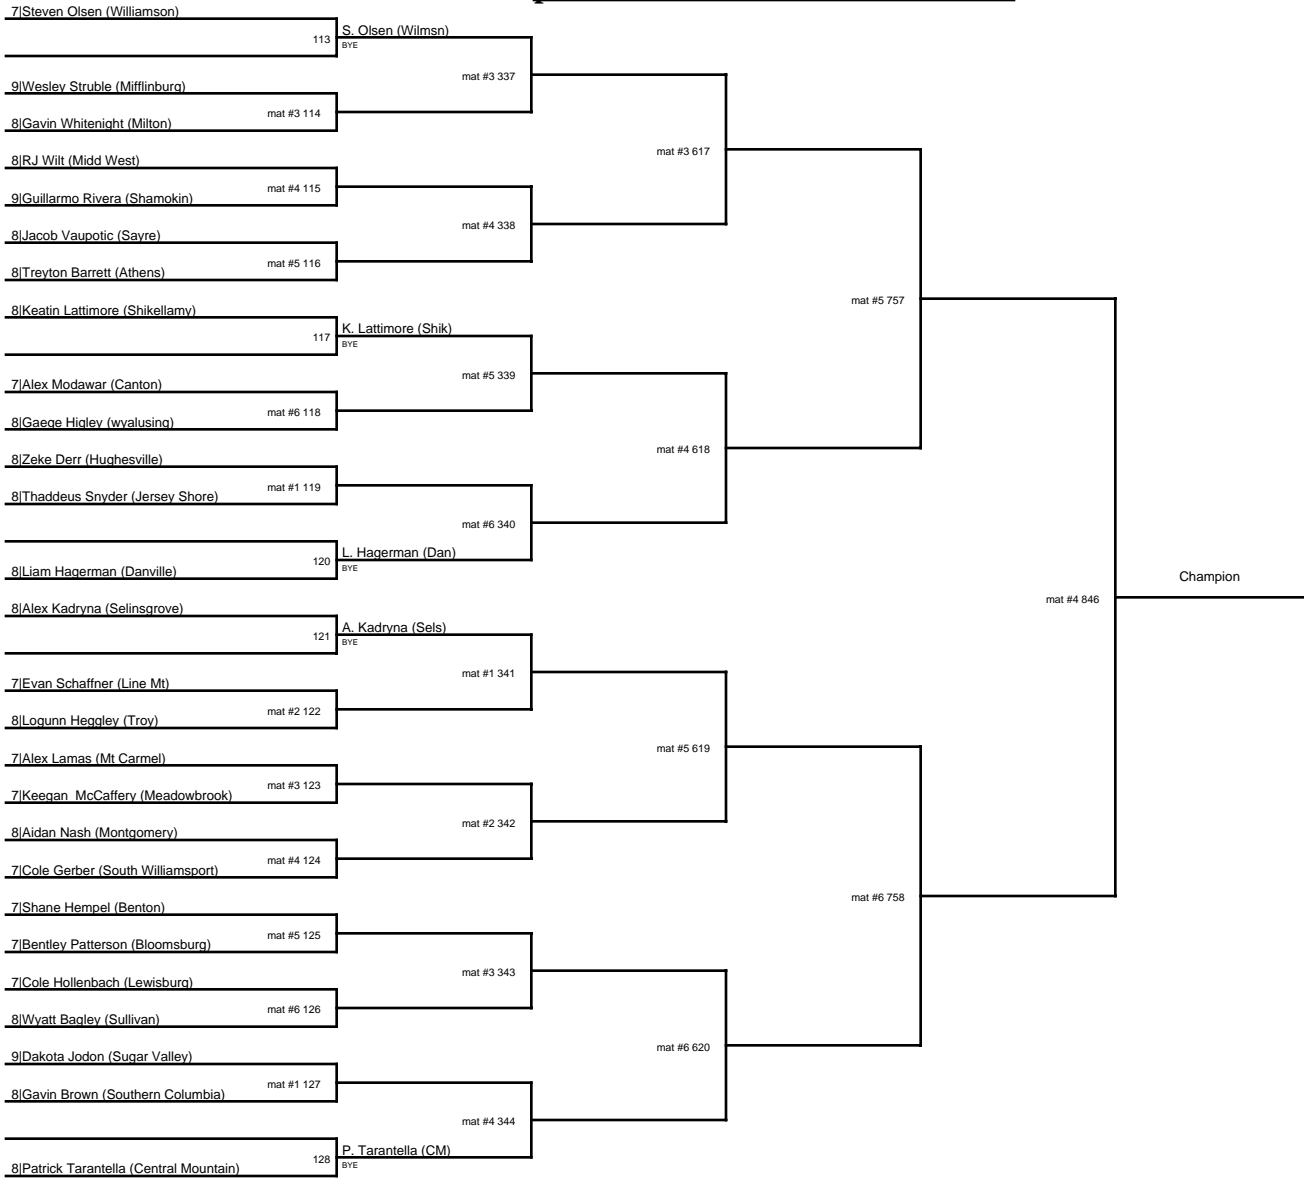 7|Steven Olsen (Williamson)
113
S. Olsen (Wilmsn)
BYE
mat #3 337
9|Wesley Struble (Mifflinburg)
mat #3 114
8|Gavin Whitenight (Milton)
mat #3 617
8|RJ Wilt (Midd West)
mat #4 115
9|Guillarmo Rivera (Shamokin)
mat #4 338
8|Jacob Vaupotic (Sayre)
mat #5 116
8|Treyton Barrett (Athens)
mat #5 757
8|Keatin Lattimore (Shikellamy)
117
K. Lattimore (Shik)
BYE
mat #5 339
7|Alex Modawar (Canton)
mat #6 118
8|Gaege Higley (wyalusing)
mat #4 618
8|Zeke Derr (Hughesville)
mat #1 119
8|Thaddeus Snyder (Jersey Shore)
mat #6 340
120
L. Hagerman (Dan)
BYE
8|Liam Hagerman (Danville)
Champion
mat #4 846
8|Alex Kadryna (Selinsgrove)
121
A. Kadryna (Sels)
BYE
mat #1 341
7|Evan Schaffner (Line Mt)
mat #2 122
8|Logunn Heggley (Troy)
mat #5 619
7|Alex Lamas (Mt Carmel)
mat #3 123
7|Keegan  McCaffery (Meadowbrook)
mat #2 342
8|Aidan Nash (Montgomery)
mat #4 124
7|Cole Gerber (South Williamsport)
mat #6 758
7|Shane Hempel (Benton)
mat #5 125
7|Bentley Patterson (Bloomsburg)
mat #3 343
7|Cole Hollenbach (Lewisburg)
mat #6 126
8|Wyatt Bagley (Sullivan)
mat #6 620
9|Dakota Jodon (Sugar Valley)
mat #1 127
8|Gavin Brown (Southern Columbia)
mat #4 344
128
P. Tarantella (CM)
BYE
8|Patrick Tarantella (Central Mountain)